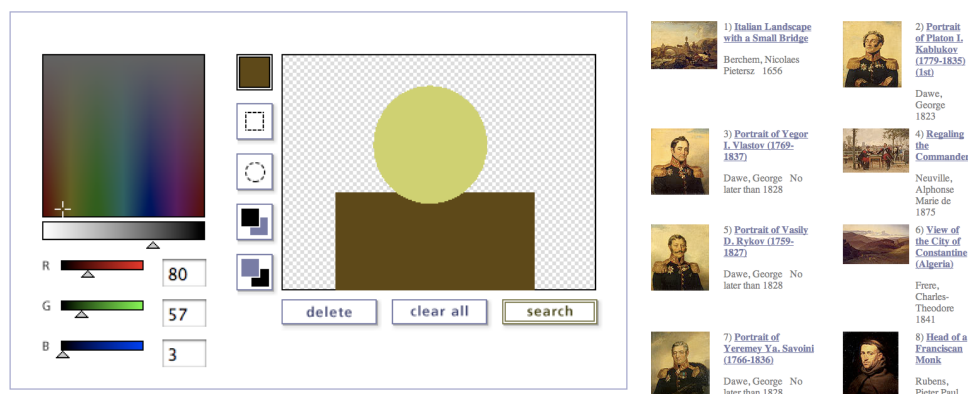 R
80
G
57
B
3
delete
clear all
search
1) Italian Landscape
with a Small Bridge
Berchem, Nicolaes
Pietersz 1656
2) Portrait
of Platon I.
Kablukov
(1779-1835)
(1st)
Dawe,
George
1823
3) Portrait of Yegor
I. Vlastov (1769-
1837)
Dawe, George No
later than 1828
4) Regaling
the
Commander
Neuville,
Alphonse
Marie de
1875
5) Portrait of Vasily
D. Rykov (1759-
1827)
Dawe, George No
later than 1828
6) View of
the City of
Constantine
(Algeria)
Frere,
Charles-
Theodore
1841
7) Portrait of
Yeremey Ya. Savoini
(1766-1836)
Dawe, George No
later than 1828
8) Head of a
Franciscan
Monk
Rubens,
Pieter Paul